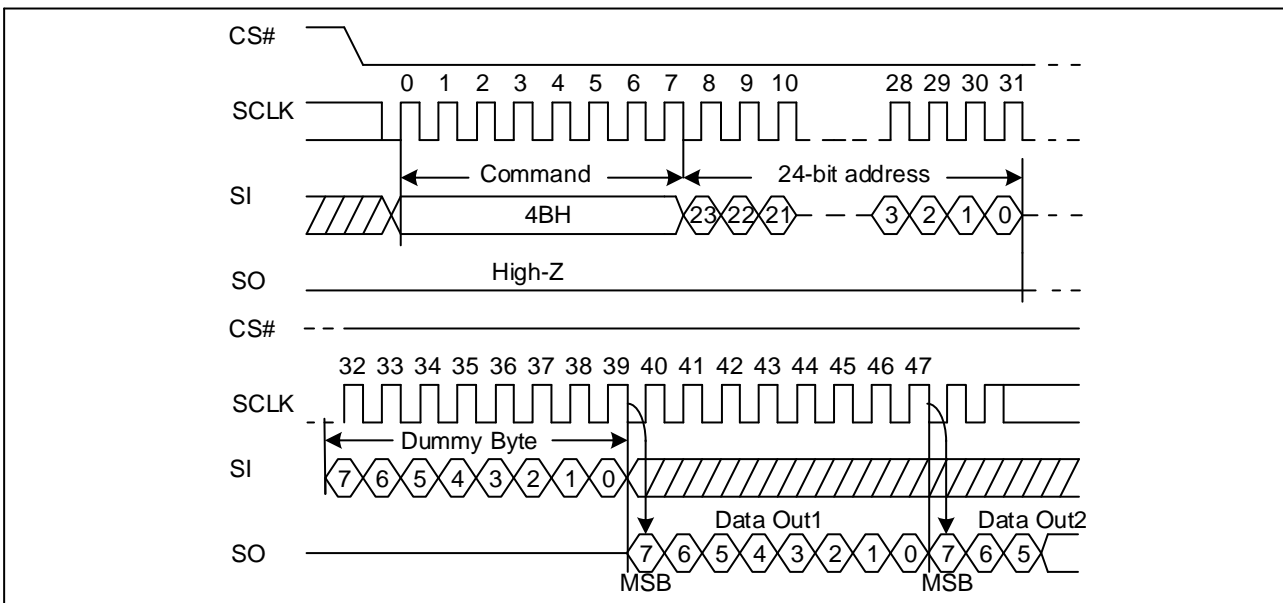 CS#
0 1 2 3 4 5 6 7 8 9 10 28 29 30 31
SCLK
Command 24-bit address
SI
4BH 23 22 21 3 2 1 0
High-Z
SO
CS#
32 33 34 35 36 37 38 39 40 41 42 43 44 45 46 47
SCLK
Dummy Byte
SI
7 6 5 4 3 2 1 0
Data Out1 Data Out2
SO
7 6 5 4 3 2 1 0 7 6 5
MSB MSB